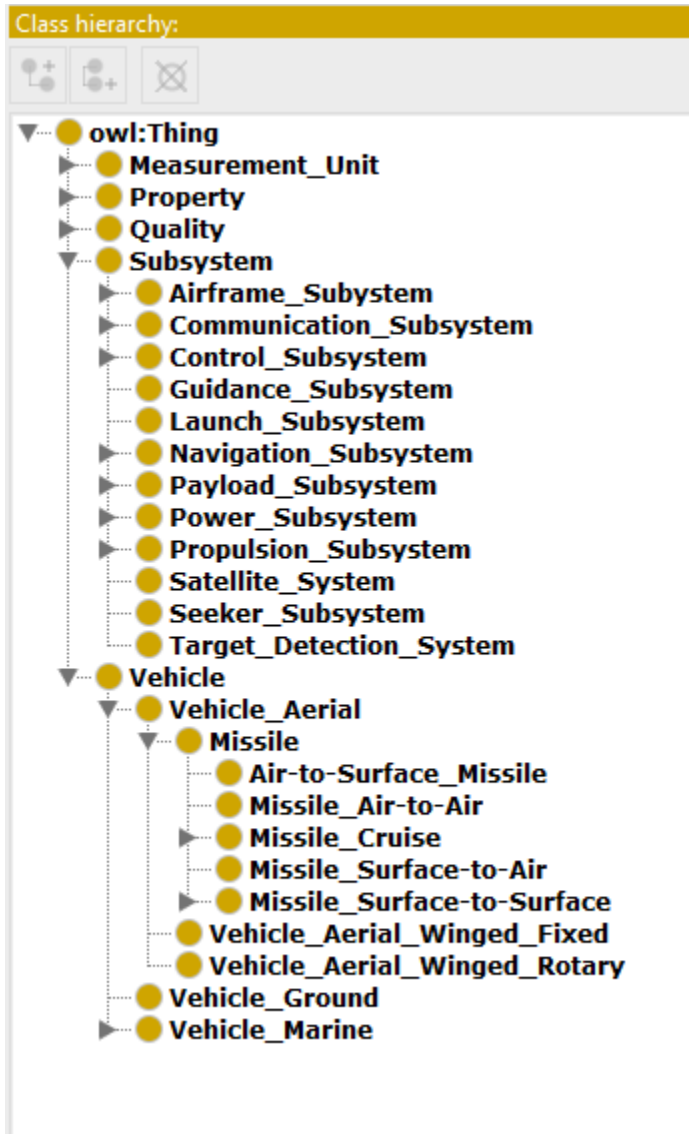 Class hierarchy:
owl:Thing
Measurement_Unit
Property
Quality
Subsystem
Airframe_Subystem
Communication_Subsystem
Control_Subsystem
Guidance_Subsystem
Launch_Subsystem
Navigation_Subsystem
Payload_Subsystem
Power_Subsystem
Propulsion_Subsystem
Satellite_System
Seeker_Subsystem
Target_Detection_System
Vehicle
Vehicle_Aerial
Missile
Air-to-Surface_Missile
Missile_Air-to-Air
Missile_Cruise
Missile_Surface-to-Air
Missile_Surface-to-Surface
Vehicle_Aerial_Winged_Fixed
Vehicle_Aerial_Winged_Rotary
Vehicle_Ground
Vehicle_Marine